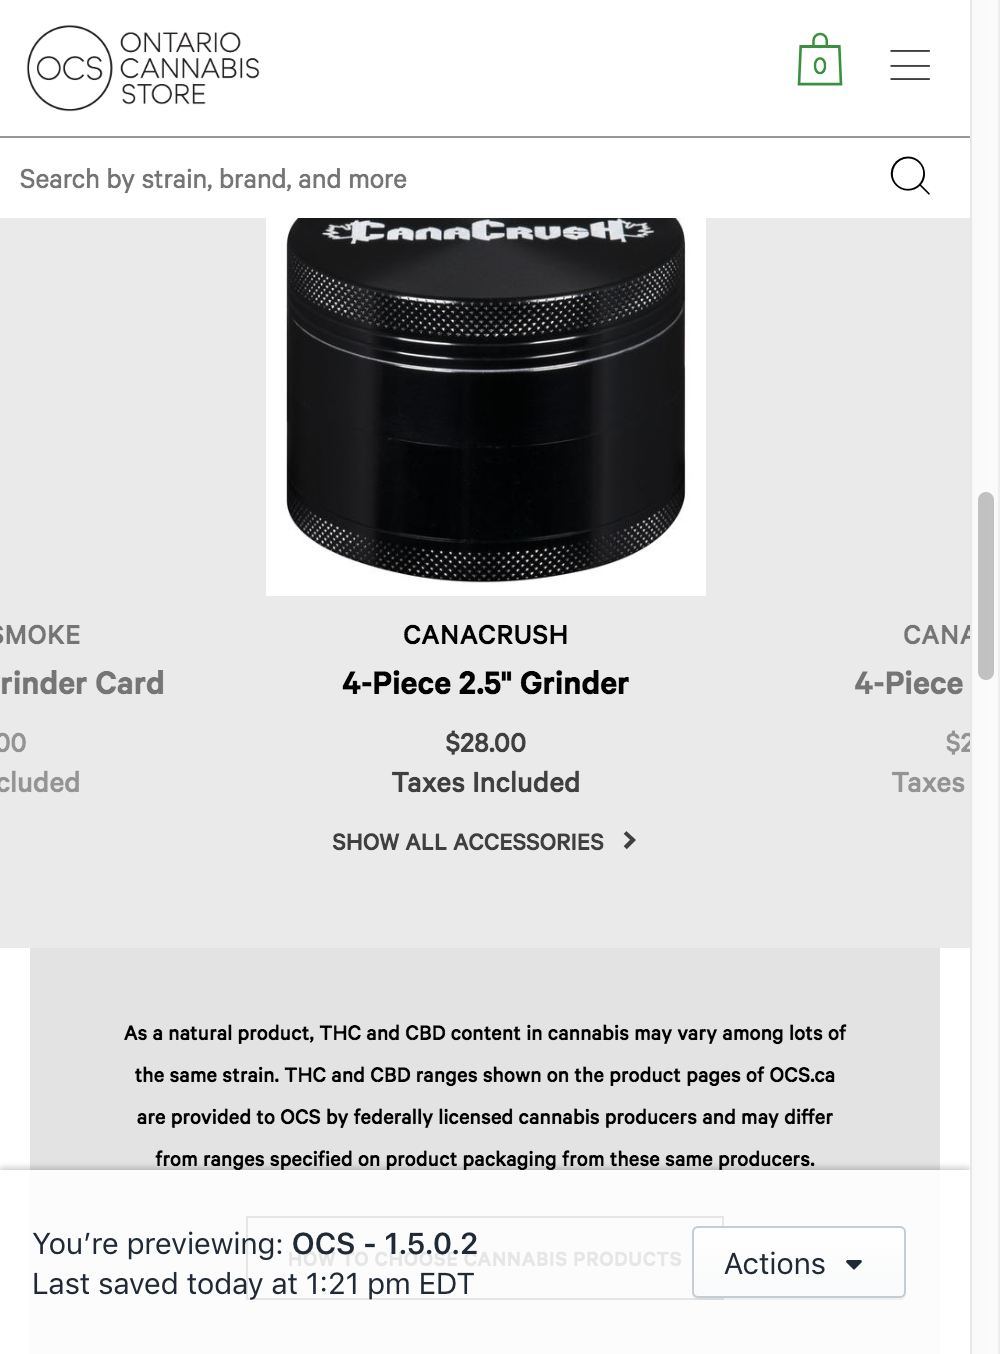 OCS
ONTARIO
CANNABIS
STORE
0
Search by strain, brand, and more
CANACRUSH
SMOKE
CANACRUSH
CANA
rinder Card
4-Piece 2.5" Grinder
4-Piece
00
$28.00
$2
cluded
Taxes Included
Taxes
SHOW ALL ACCESSORIES
As a natural product, THC and CBD content in cannabis may vary among lots of
the same strain. THC and CBD ranges shown on the product pages of OCS.ca
are provided to OCS by federally licensed cannabis producers and may differ
from ranges specified on product packaging from these same producers.
You’re previewing: OCS - 1.5.0.2
HOW TO CHOOSE CANNABIS PRODUCTS
Last saved today at 1:21 pm EDT
Actions